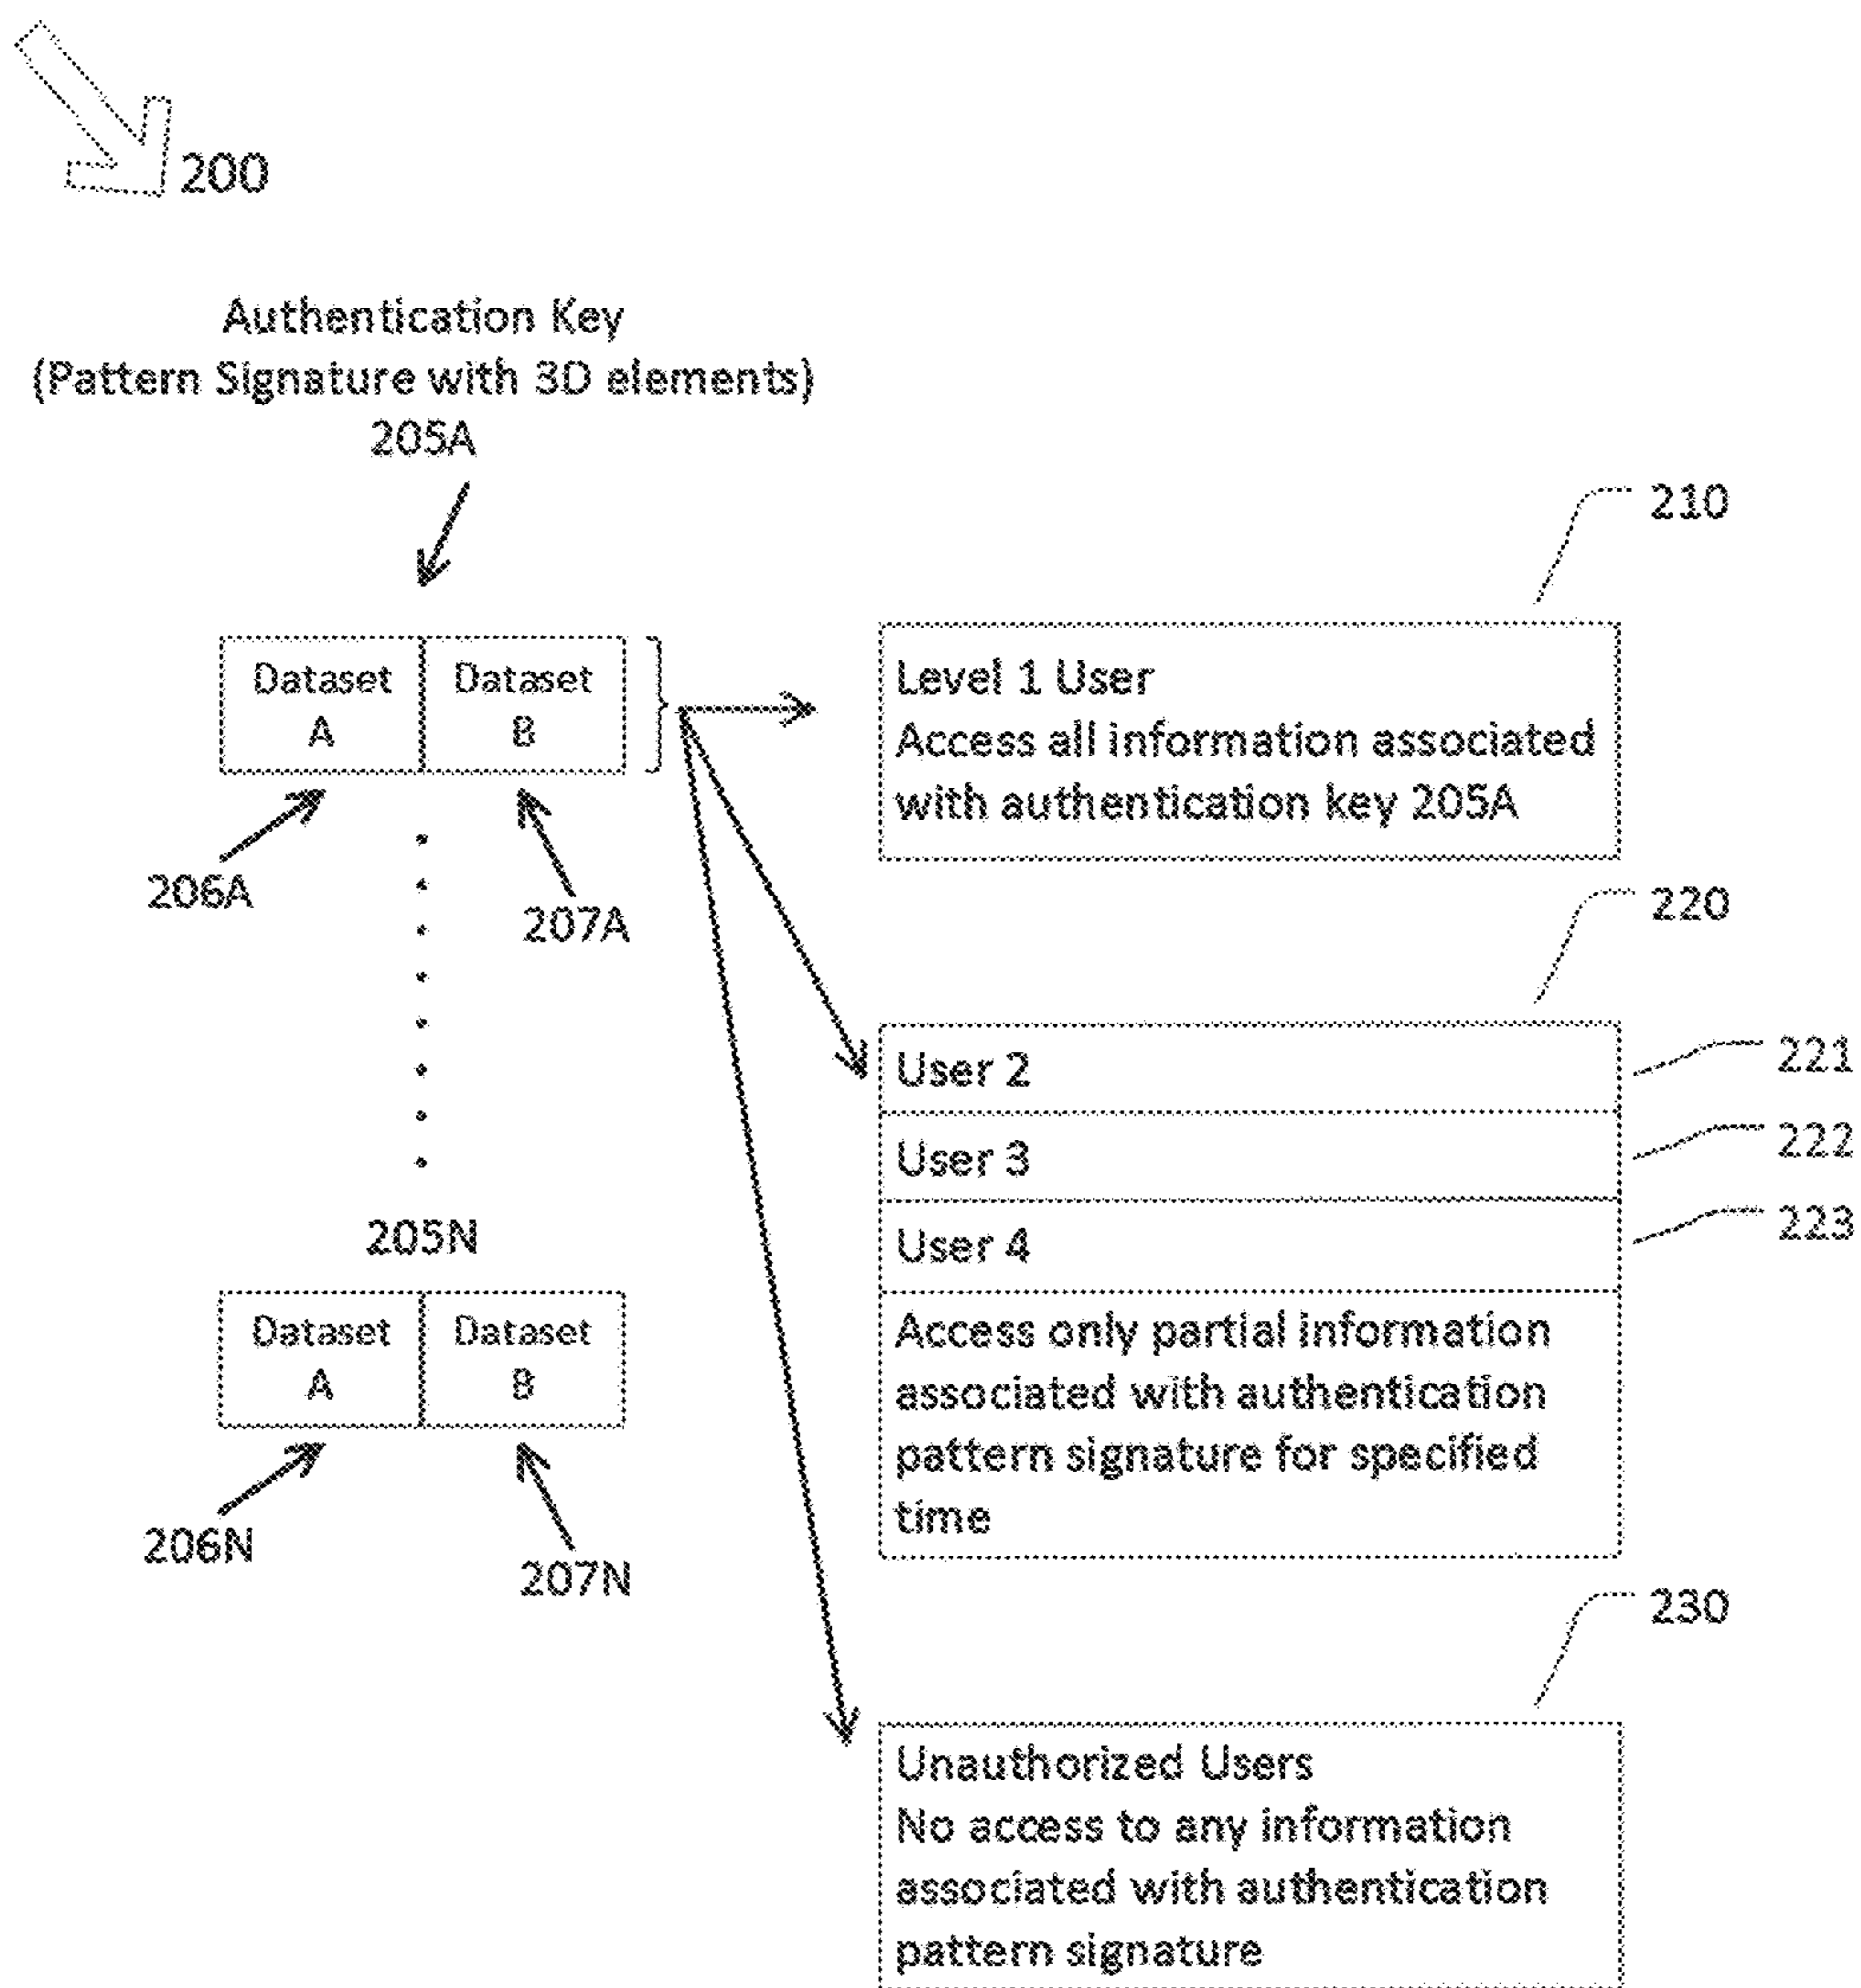 200
Authentication Key
(Pattern Signature with 3D elements)
205A
Dataset
A
Dataset
B
206A
207A
205N
Dataset
A
Dataset
B
206N
207N
210
Level 1 User
Access all information associated
with authentication key 205A
220
User 2
221
User 3
222
User 4
223
Access only partial information
associated with authentication
pattern signature for specified
time
230
Unauthorized Users
No access to any information
associated with authentication
pattern signature